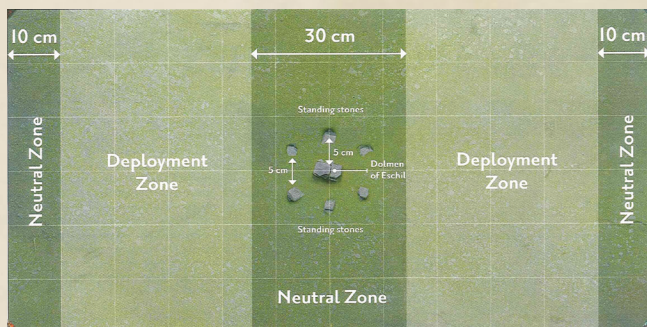 10 cm
30 cm
10 cm
Standing stones
5 cm
Neutral Zone
Deployment
Zone
5 cm
Dolmen
of Eschil
Deployment
Zone
Neutral Zone
Standing stones
Neutral Zone